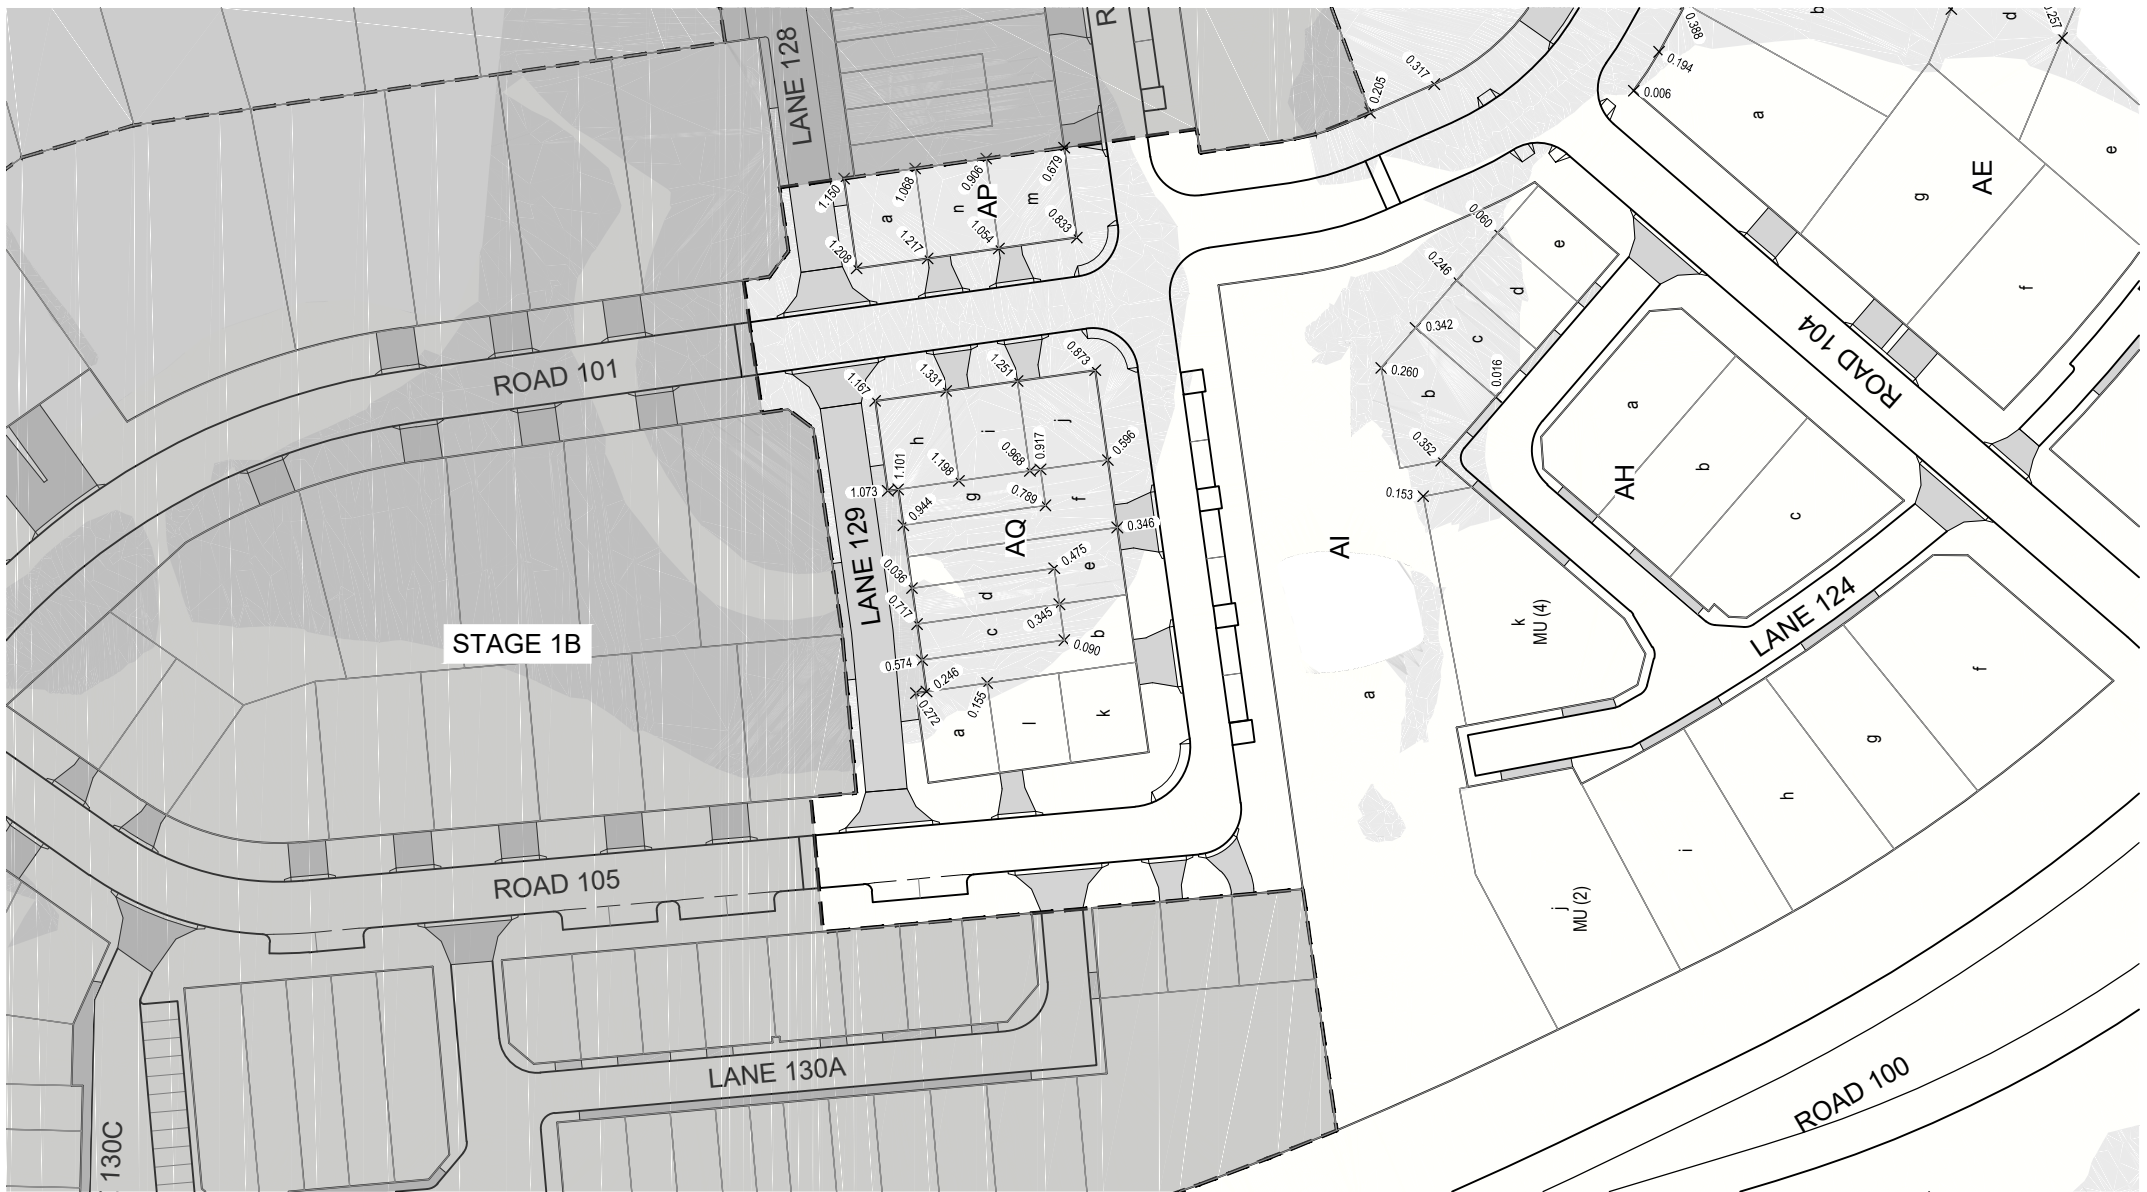 LANE 128
R
0.388
b
d
0.257
0.317
0.194
0.205
0.006
a
e
AE
g
f
1.150
1.068
0.906
0.679
a
n
AP
m
1.208
1.217
1.054
0.833
0.060
e
0.246
d
0.342
c
0.260
0.016
b
0.352
0.153
ROAD 104
ROAD 101
1.167
1.331
1.251
0.873
h
i
j
1.101
1.198
0.968
0.917
0.596
1.073
0.944
g
0.789
f
0.346
LANE 129
AQ
0.036
0.475
e
0.717
d
0.345
c
b
0.090
0.574
0.246
0.272
0.155
a
l
k
AI
a
a
AH
b
c
k
MU (4)
LANE 124
f
g
h
i
j
MU (2)
STAGE 1B
ROAD 105
LANE 130A
130C
ROAD 100